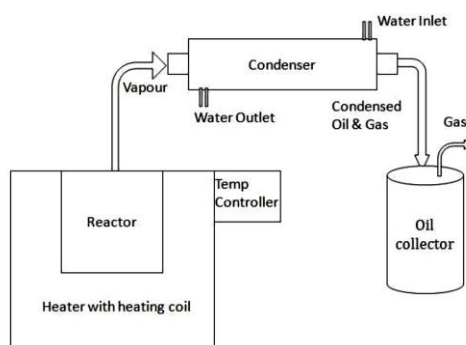 Water Inlet
Condenser
Vapour
Water Outlet
Condensed
Oil & Gas
Gas
Temp
Controller
Reactor
Oil
collector
Heater with heating coil